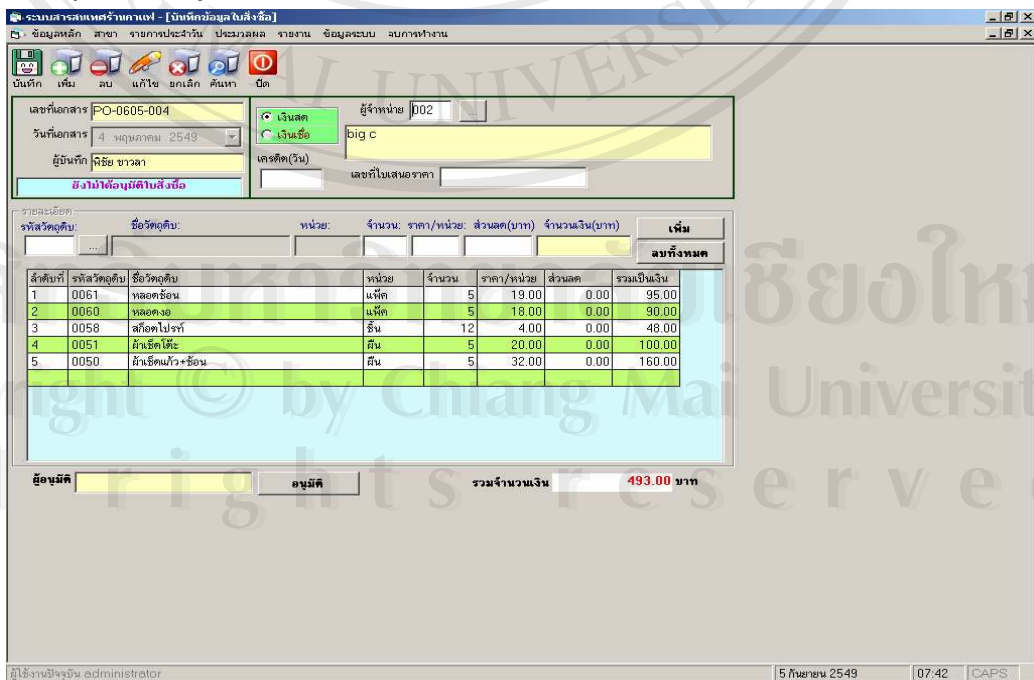 ระบบสารสนเทศร้านกาแฟ - [บันทึกข้อมูลใบสั่งซื้อ]
ข้อมูลหลัก สาขา รายการประจำวัน ประมวลผล รายงาน ข้อมูลระบบ จบการทำงาน
บันทึก เพิ่ม ลบ แก้ไข ยกเลิก ค้นหา ปิด
เลขที่เอกสาร PO-0605-004
วันที่เอกสาร 4 พฤษภาคม 2549
ผู้บันทึก พิชัย ขาวลา
ยังไม่ได้อนุมัติใบสั่งซื้อ
เงินสด
เงินเชื่อ
เครดิต(วัน)
ผู้จำหน่าย 002 ...
big c
เลขที่ใบเสนอราคา
รายละเอียด
รหัสวัตถุดิบ: ชื่อวัตถุดิบ: หน่วย: จำนวน: ราคา/หน่วย: ส่วนลด(บาท) จำนวนเงิน(บาท) เพิ่ม
... ลบทั้งหมด
ลำดับที่ รหัสวัตถุดิบ ชื่อวัตถุดิบ หน่วย จำนวน ราคา/หน่วย ส่วนลด รวมเป็นเงิน
1 0061 หลอดช้อน แพ็ค 5 19.00 0.00 95.00
2 0060 หลอดงอ แพ็ค 5 18.00 0.00 90.00
3 0058 สก็อตไบรท์ ชิ้น 12 4.00 0.00 48.00
4 0051 ผ้าเช็ดโต๊ะ ผืน 5 20.00 0.00 100.00
5 0050 ผ้าเช็ดแก้ว+ช้อน ผืน 5 32.00 0.00 160.00
ผู้อนุมัติ อนุมัติ รวมจำนวนเงิน 493.00 บาท
ผู้ใช้งานปัจจุบัน administrator 5 กันยายน 2549 07:42 CAPS
AI UNIVERS
ลิขสิทธิ์มหาวิทยาลัยเชียงใหม่
right © by Chiang Mai Universit
rights reserve